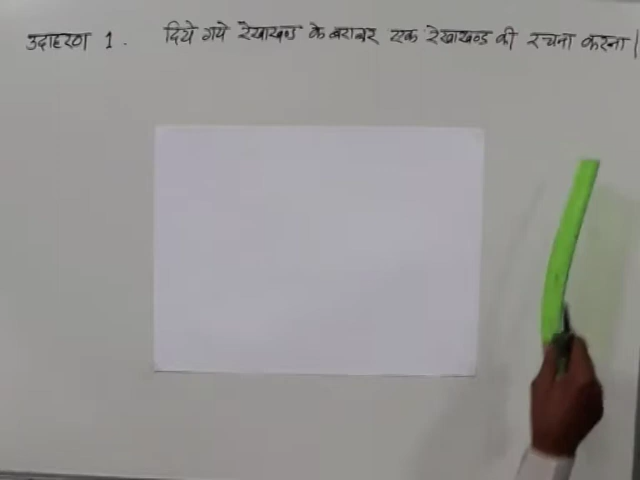 उदाहरण 1. दिये गये रेखाखण्ड के बराबर एक रेखाखण्ड की रचना करना|